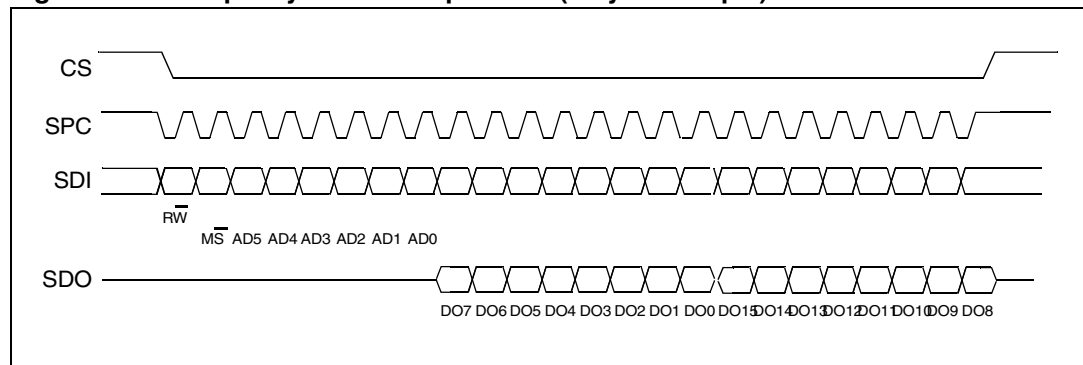 CS
SPC
SDI
RW
MS AD5 AD4 AD3 AD2 AD1 AD0
SDO
DO7 DO6 DO5 DO4 DO3 DO2 DO1 DO0 DO15 DO14 DO13 DO12 DO11 DO10 DO9 DO8